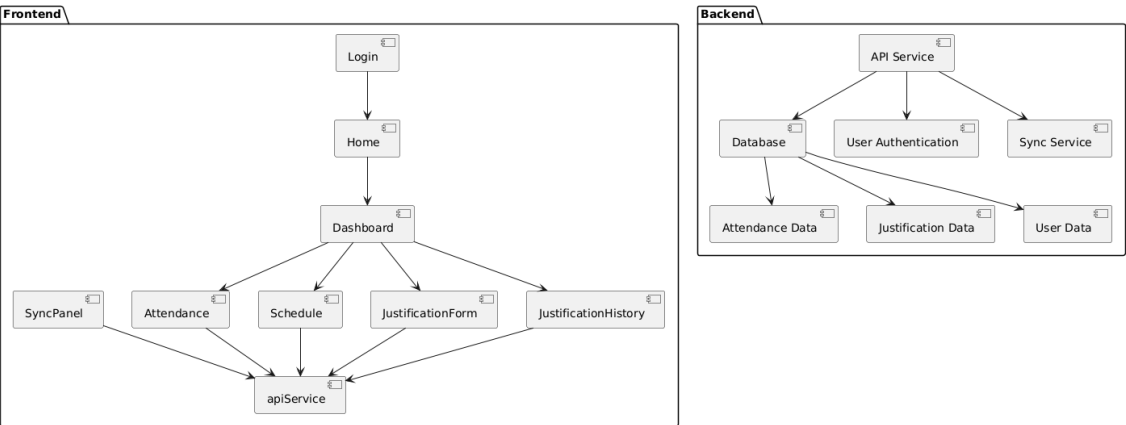 Frontend
Login
Home
Dashboard
SyncPanel
Attendance
Schedule
JustificationForm
JustificationHistory
apiService
Backend
API Service
Database
User Authentication
Sync Service
Attendance Data
Justification Data
User Data